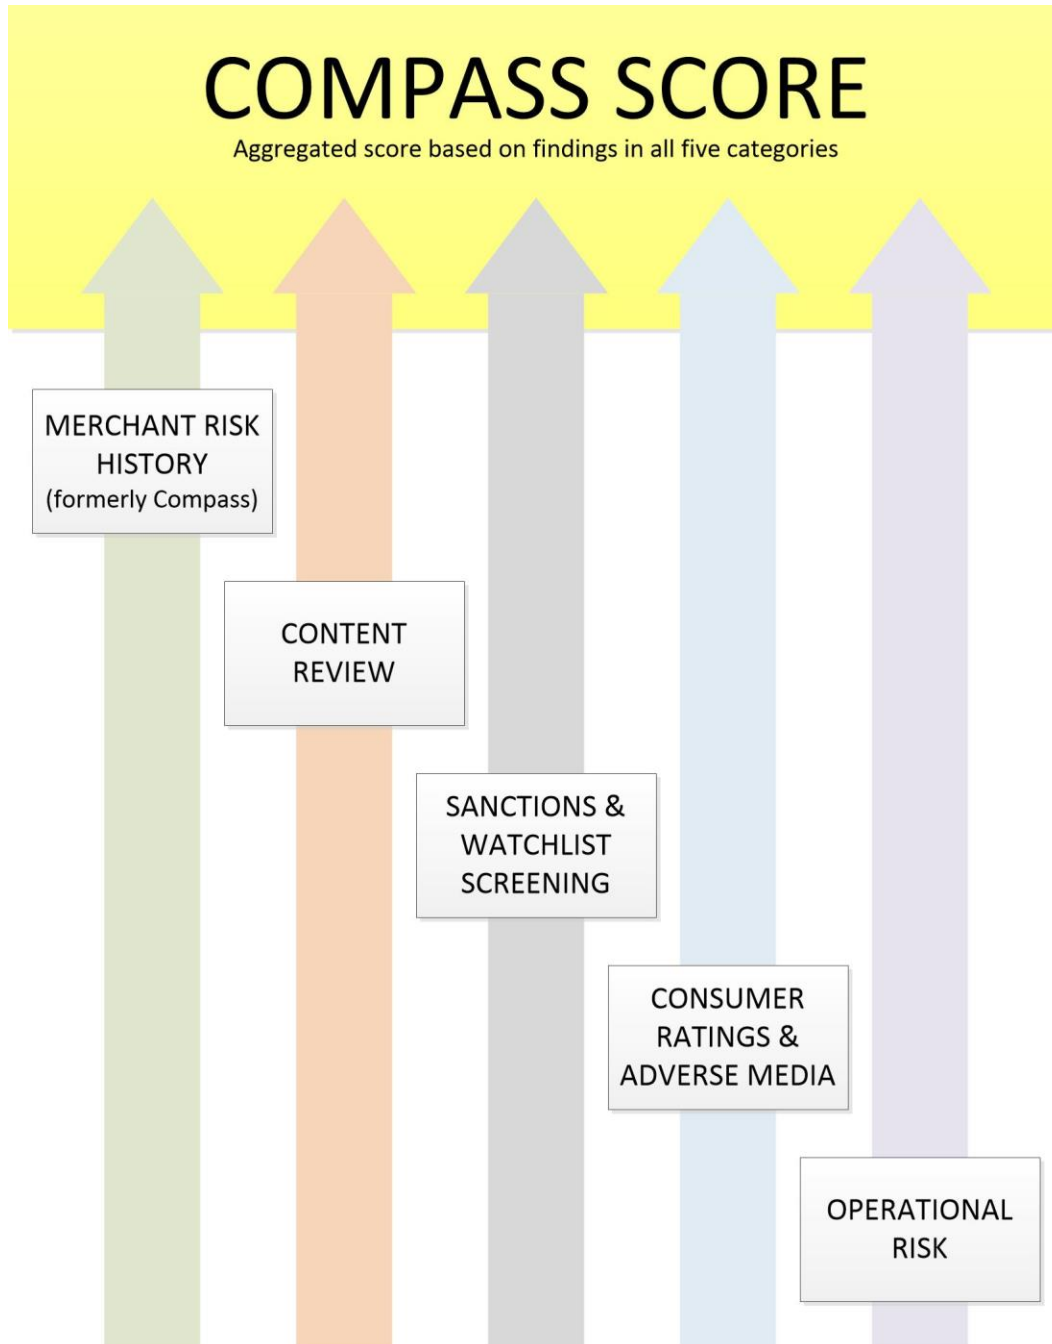 COMPASS SCORE
Aggregated score based on findings in all five categories
MERCHANT RISK
HISTORY
(formerly Compass)
CONTENT
REVIEW
SANCTIONS &
WATCHLIST
SCREENING
CONSUMER
RATINGS &
ADVERSE MEDIA
OPERATIONAL
RISK